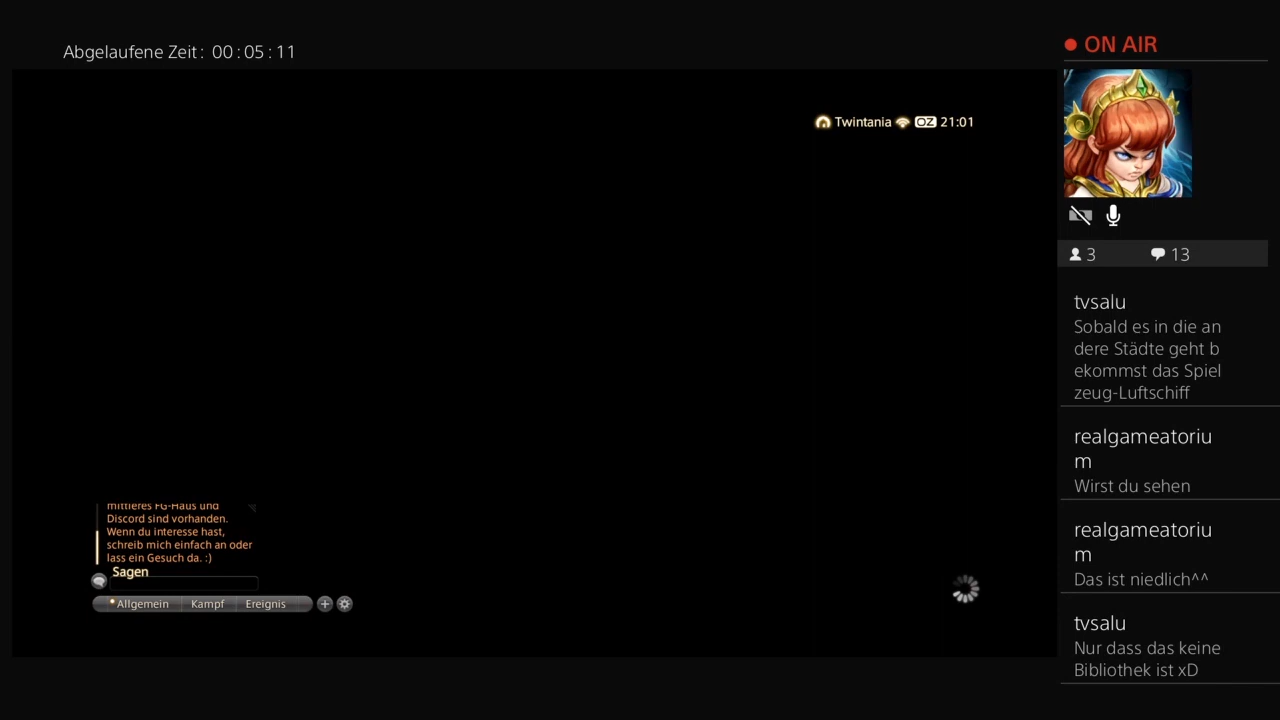 Abgelaufene Zeit: 00:05:11
ON AIR
Twintania OZ 21:01
3 13
tvsalu
Sobald es in die an
dere Städte geht b
ekommst das Spiel
zeug-Luftschiff
realgameatoriu
m
Wirst du sehen
realgameatoriu
m
Das ist niedlich^^
tvsalu
Nur dass das keine
Bibliothek ist xD
mittleres FG-Haus und
Discord sind vorhanden.
Wenn du interesse hast,
schreib mich einfach an oder
lass ein Gesuch da. :)
Sagen
Allgemein Kampf Ereignis